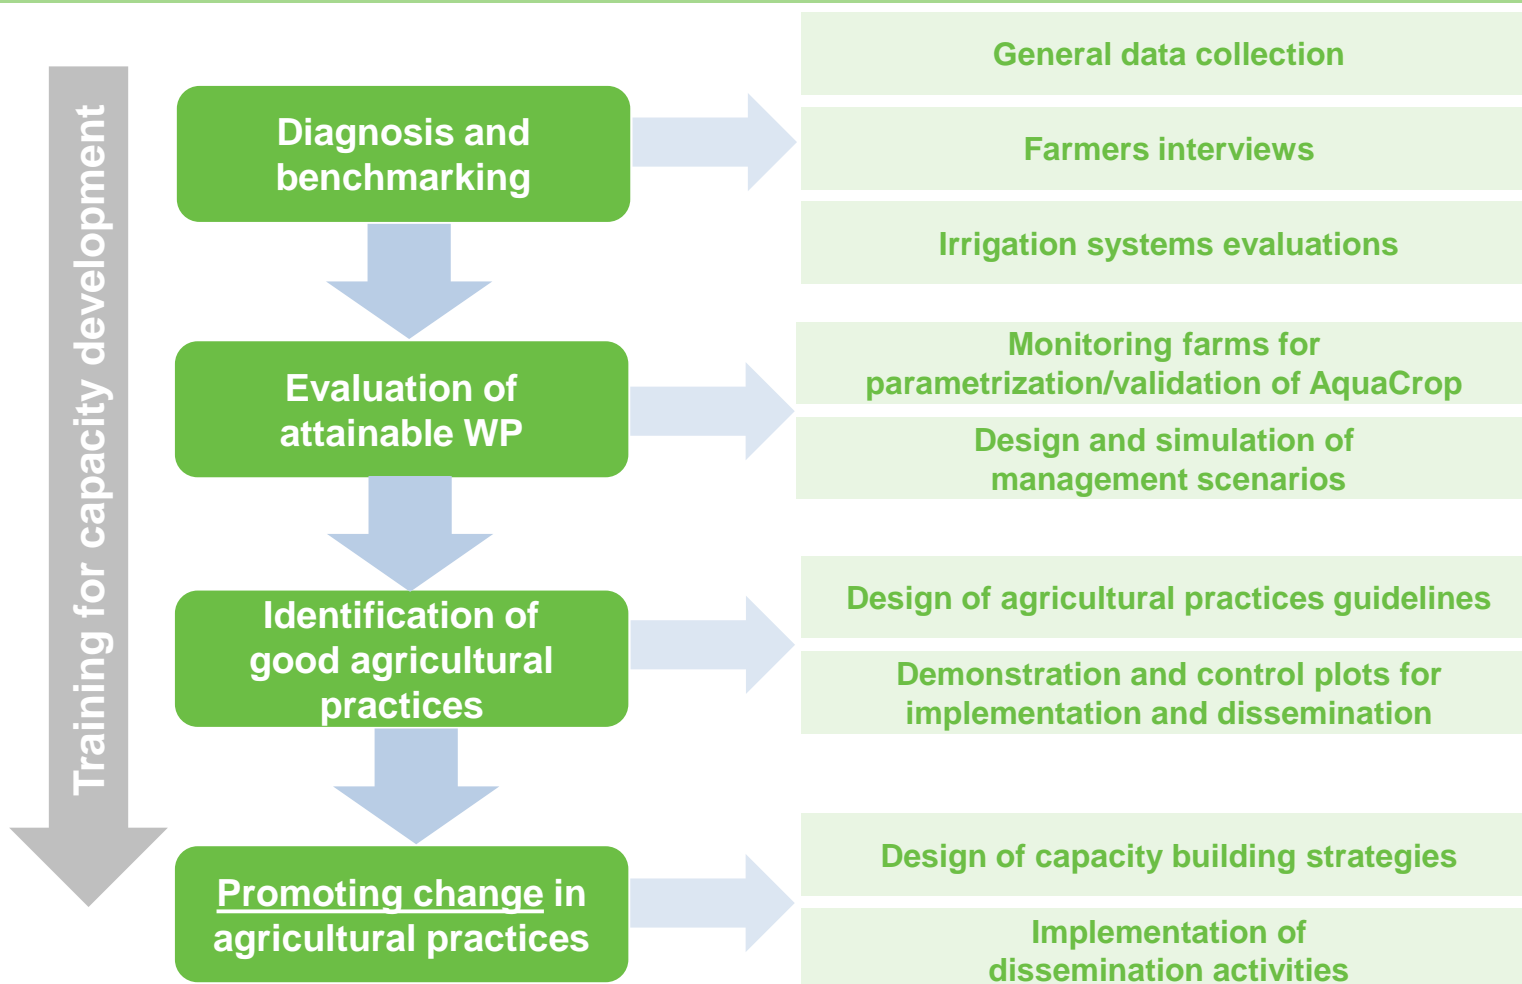 Training for capacity development
Diagnosis and
benchmarking
General data collection
Farmers interviews
Irrigation systems evaluations
Evaluation of
attainable WP
Monitoring farms for
parametrization/validation of AquaCrop
Design and simulation of
management scenarios
Identification of
good agricultural
practices
Design of agricultural practices guidelines
Demonstration and control plots for
implementation and dissemination
Promoting change in
agricultural practices
Design of capacity building strategies
Implementation of
dissemination activities